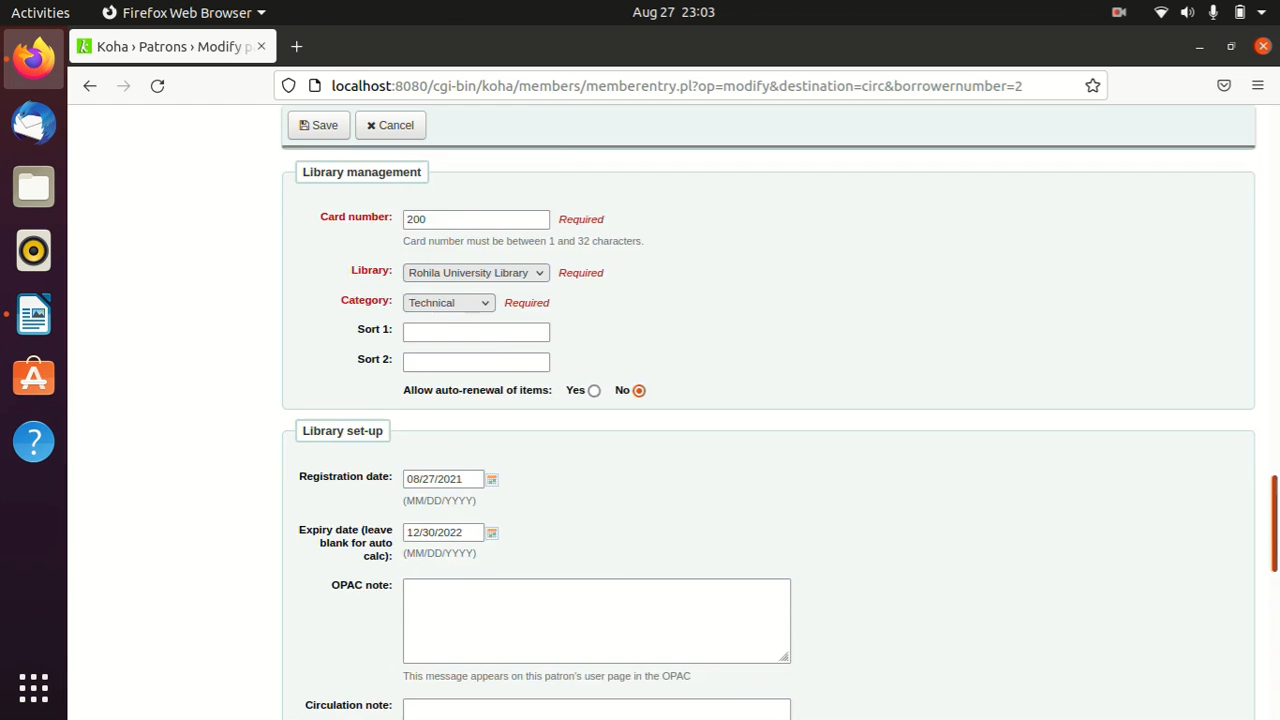 Activities Firefox Web Browser Aug 27 23:03
Koha › Patrons › Modify p
localhost:8080/cgi-bin/koha/members/memberentry.pl?op=modify&destination=circ&borrowernumber=2
Save Cancel
Library management
Card number: 200 Required
Card number must be between 1 and 32 characters.
Library: Rohila University Library Required
Category: Technical Required
Sort 1:
Sort 2:
Allow auto-renewal of items: Yes No
Library set-up
Registration date: 08/27/2021
(MM/DD/YYYY)
Expiry date (leave
blank for auto
calc): 12/30/2022
(MM/DD/YYYY)
OPAC note:
This message appears on this patron's user page in the OPAC
Circulation note: